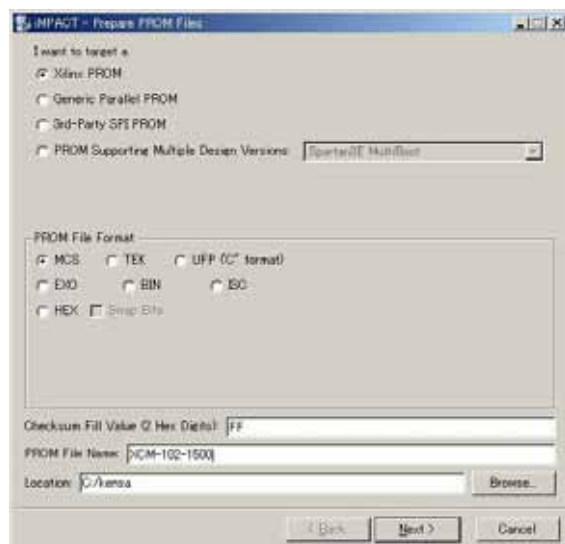 iMPACT - Prepare PROM Files
I want to target a
Xilinx PROM
Generic Parallel PROM
3rd-Party SPI PROM
PROM Supporting Multiple Design Versions: Spartan3E MultiBoot
PROM File Format
MCS TEK UFP ("C" format)
EXO BIN ISC
HEX Swap Bits
Checksum Fill Value (2 Hex Digits): FF
PROM File Name: XCM-102-1500
Location: C:/kensa Browse...
< Back Next > Cancel